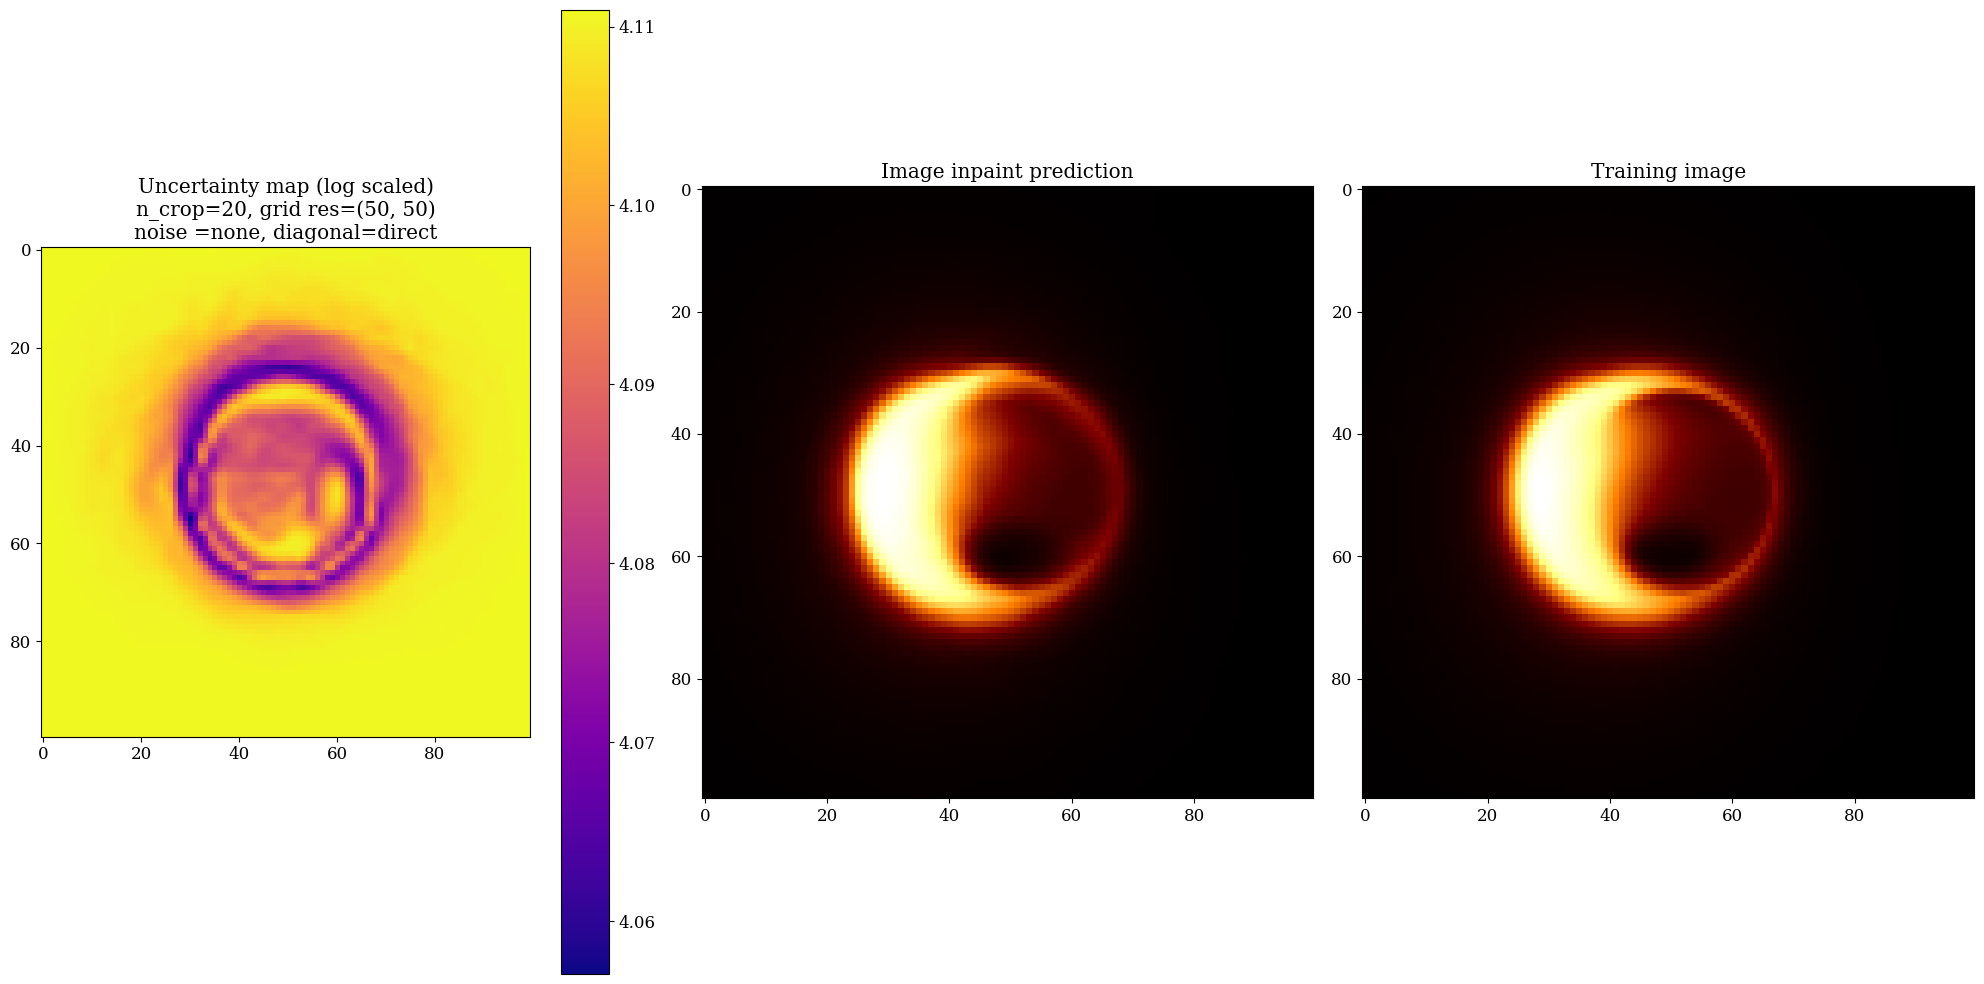 Uncertainty map (log scaled)
n_crop=20, grid res=(50, 50)
noise =none, diagonal=direct
0
20
40
60
80
0 20 40 60 80
4.11
4.10
4.09
4.08
4.07
4.06
Image inpaint prediction
0
20
40
60
80
0 20 40 60 80
Training image
0
20
40
60
80
0 20 40 60 80